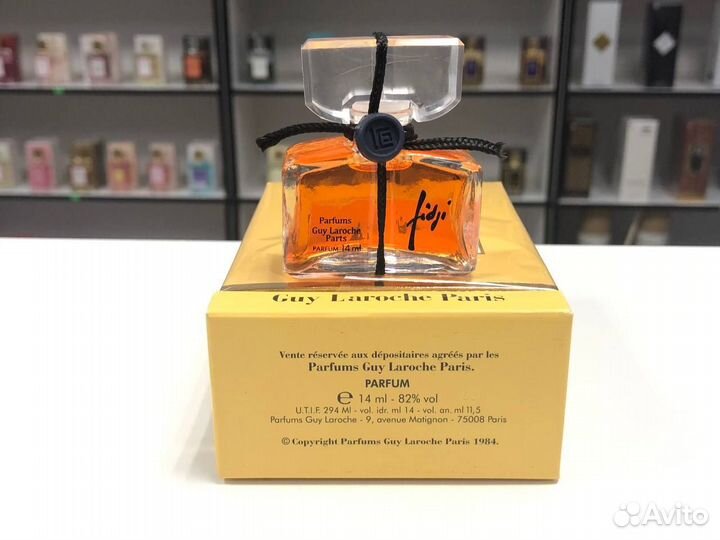 Parfums
Guy Laroche
Paris
PARFUM 14 ml
fidji
Guy Laroche Paris
Vente réservée aux dépositaires agréés par les
Parfums Guy Laroche Paris.
PARFUM
e 14 ml - 82% vol
U.T.I.F. 294 Ml - vol. idr. ml 14 - vol. an. ml 11,5
Parfums Guy Laroche - 9, avenue Matignon - 75008 Paris
© Copyright Parfums Guy Laroche Paris 1984.
Avito